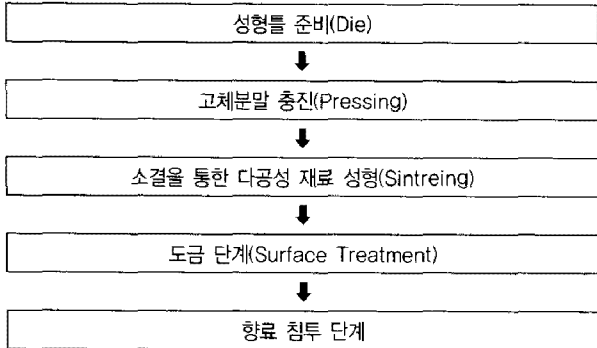 성형틀 준비(Die)
고체분말 충진(Pressing)
소결울 통한 다공성 재료 성형(Sintreing)
도금 단계(Surface Treatment)
향료 침투 단계